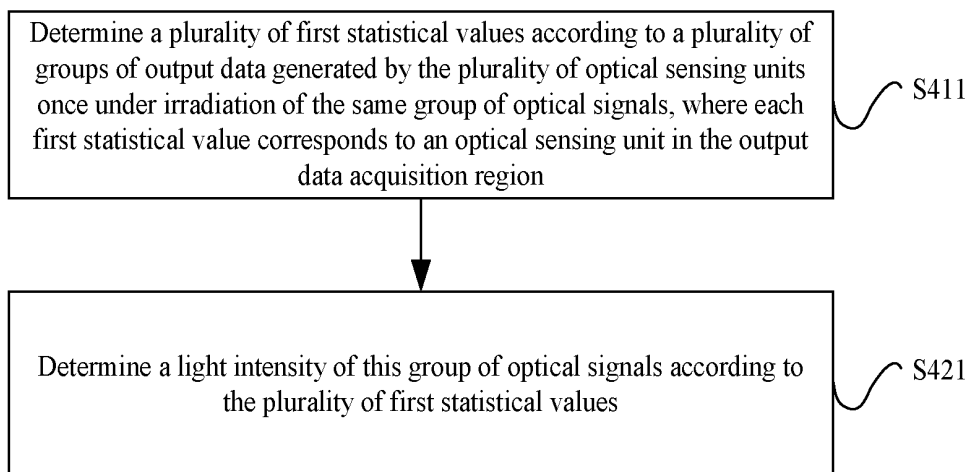 Determine a plurality of first statistical values according to a plurality of
groups of output data generated by the plurality of optical sensing units
once under irradiation of the same group of optical signals, where each
first statistical value corresponds to an optical sensing unit in the output
data acquisition region
S411
Determine a light intensity of this group of optical signals according to
the plurality of first statistical values
S421